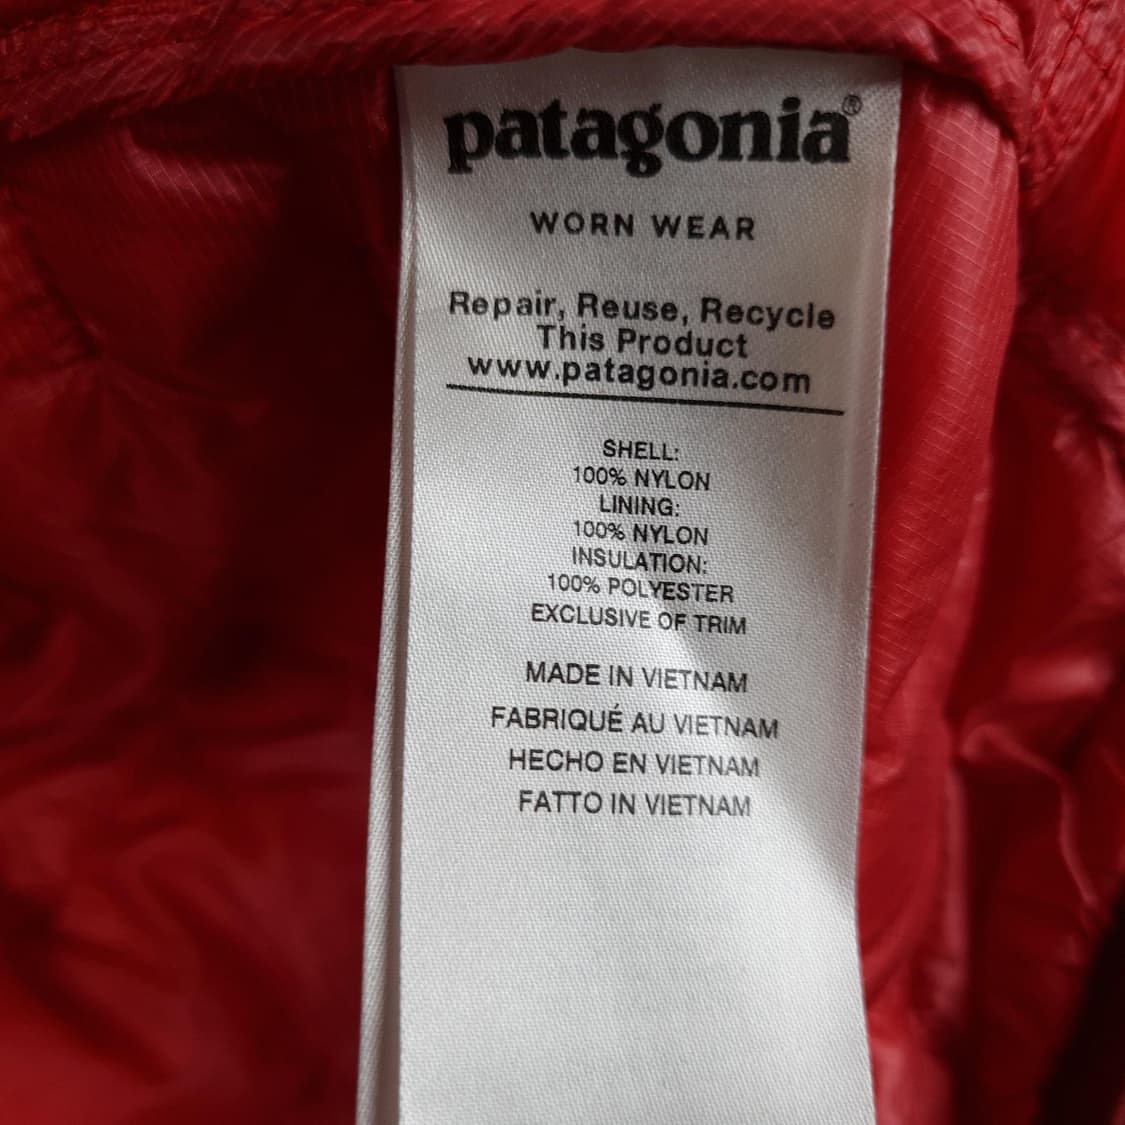 patagonia®
WORN WEAR
Repair, Reuse, Recycle
This Product
www.patagonia.com
SHELL:
100% NYLON
LINING:
100% NYLON
INSULATION:
100% POLYESTER
EXCLUSIVE OF TRIM
MADE IN VIETNAM
FABRIQUÉ AU VIETNAM
HECHO EN VIETNAM
FATTO IN VIETNAM